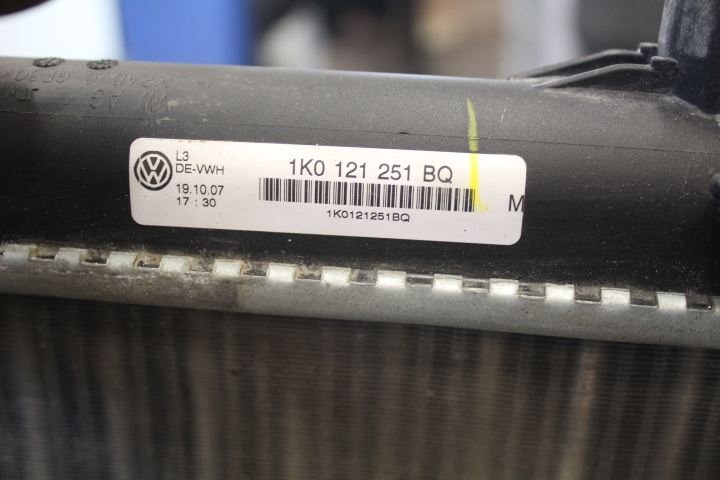 L3
DE-VWH
19.10.07
17 : 30
1K0 121 251 BQ
1K0121251BQ
M